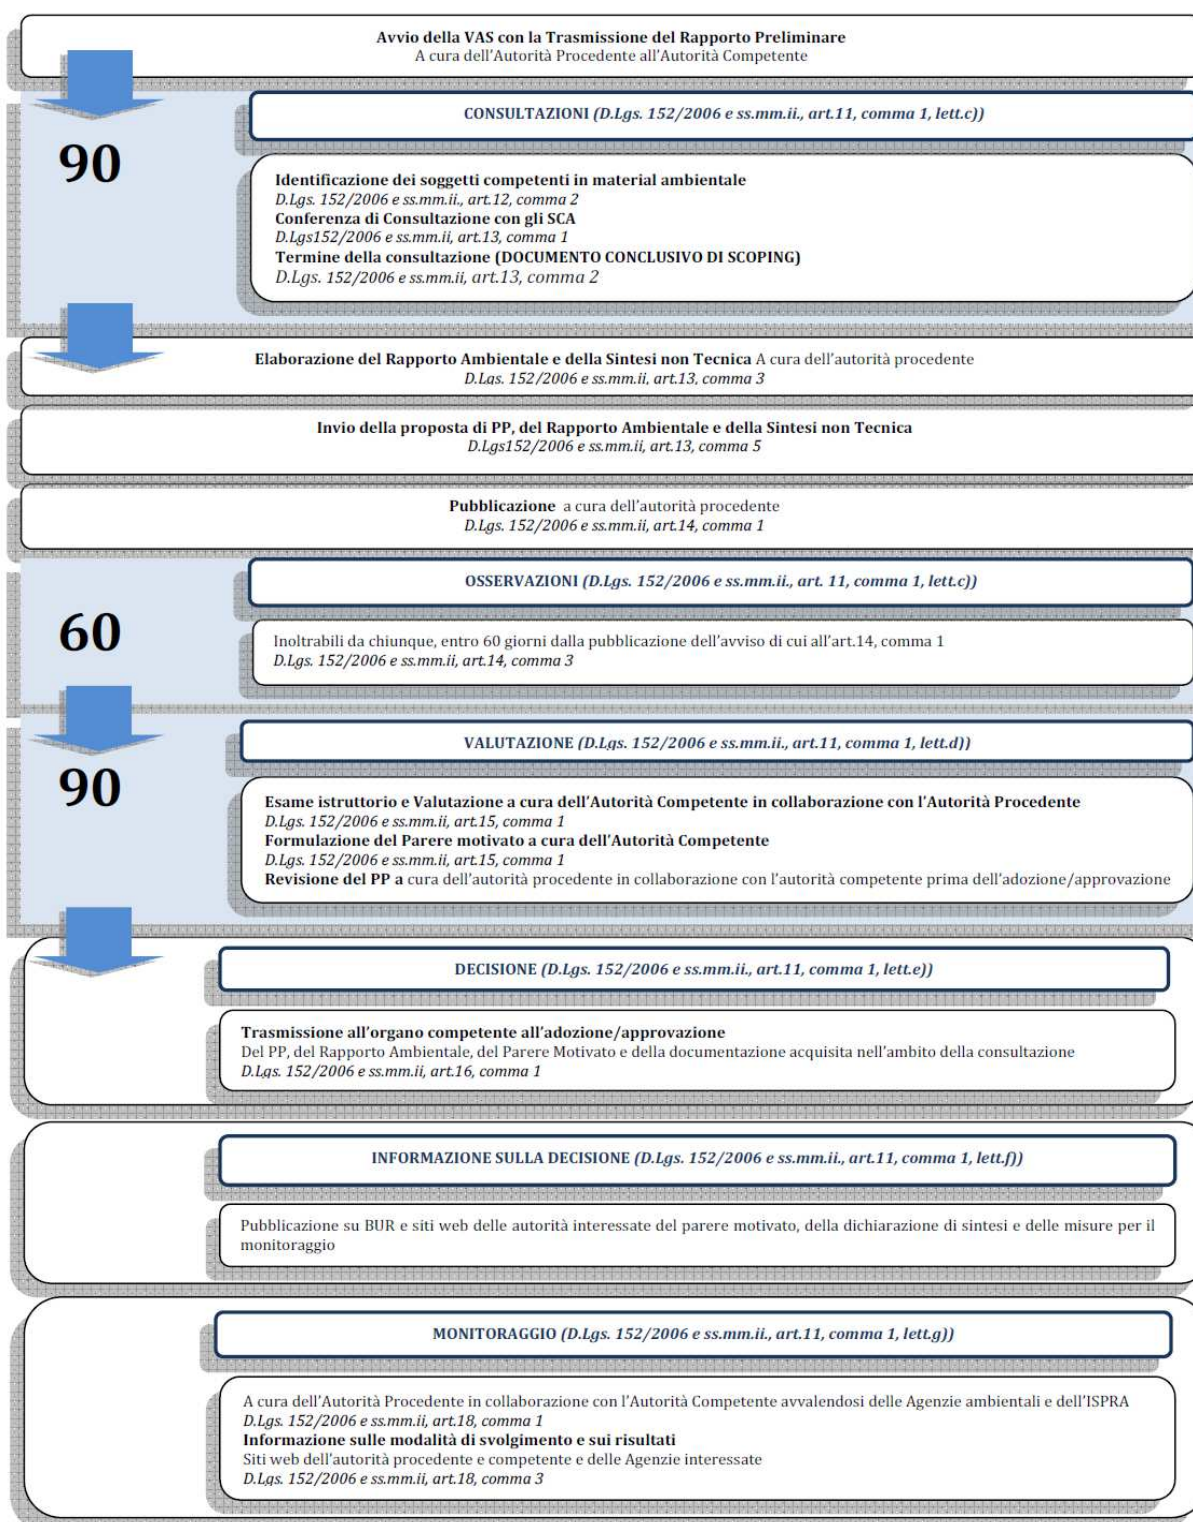 Avvio della VAS con la Trasmissione del Rapporto Preliminare
A cura dell'Autorità Procedente all'Autorità Competente
CONSULTAZIONI (D.Lgs. 152/2006 e ss.mm.ii., art.11, comma 1, lett.c))
90
Identificazione dei soggetti competenti in material ambientale
D.Lgs. 152/2006 e ss.mm.ii., art.12, comma 2
Conferenza di Consultazione con gli SCA
D.Lgs152/2006 e ss.mm.ii, art.13, comma 1
Termine della consultazione (DOCUMENTO CONCLUSIVO DI SCOPING)
D.Lgs. 152/2006 e ss.mm.ii, art.13, comma 2
Elaborazione del Rapporto Ambientale e della Sintesi non Tecnica A cura dell'autorità procedente
D.Lgs. 152/2006 e ss.mm.ii, art.13, comma 3
Invio della proposta di PP, del Rapporto Ambientale e della Sintesi non Tecnica
D.Lgs152/2006 e ss.mm.ii, art.13, comma 5
Pubblicazione a cura dell'autorità procedente
D.Lgs. 152/2006 e ss.mm.ii, art.14, comma 1
OSSERVAZIONI (D.Lgs. 152/2006 e ss.mm.ii., art. 11, comma 1, lett.c))
60
Inoltrabili da chiunque, entro 60 giorni dalla pubblicazione dell'avviso di cui all'art.14, comma 1
D.Lgs. 152/2006 e ss.mm.ii, art.14, comma 3
VALUTAZIONE (D.Lgs. 152/2006 e ss.mm.ii., art.11, comma 1, lett.d))
90
Esame istruttorio e Valutazione a cura dell'Autorità Competente in collaborazione con l'Autorità Procedente
D.Lgs. 152/2006 e ss.mm.ii, art.15, comma 1
Formulazione del Parere motivato a cura dell'Autorità Competente
D.Lgs. 152/2006 e ss.mm.ii, art.15, comma 1
Revisione del PP a cura dell'autorità procedente in collaborazione con l'autorità competente prima dell'adozione/approvazione
DECISIONE (D.Lgs. 152/2006 e ss.mm.ii., art.11, comma 1, lett.e))
Trasmissione all'organo competente all'adozione/approvazione
Del PP, del Rapporto Ambientale, del Parere Motivato e della documentazione acquisita nell'ambito della consultazione
D.Lgs. 152/2006 e ss.mm.ii, art.16, comma 1
INFORMAZIONE SULLA DECISIONE (D.Lgs. 152/2006 e ss.mm.ii., art.11, comma 1, lett.f))
Pubblicazione su BUR e siti web delle autorità interessate del parere motivato, della dichiarazione di sintesi e delle misure per il
monitoraggio
MONITORAGGIO (D.Lgs. 152/2006 e ss.mm.ii., art.11, comma 1, lett.g))
A cura dell'Autorità Procedente in collaborazione con l'Autorità Competente avvalendosi delle Agenzie ambientali e dell'ISPRA
D.Lgs. 152/2006 e ss.mm.ii, art.18, comma 1
Informazione sulle modalità di svolgimento e sui risultati
Siti web dell'autorità procedente e competente e delle Agenzie interessate
D.Lgs. 152/2006 e ss.mm.ii, art.18, comma 3